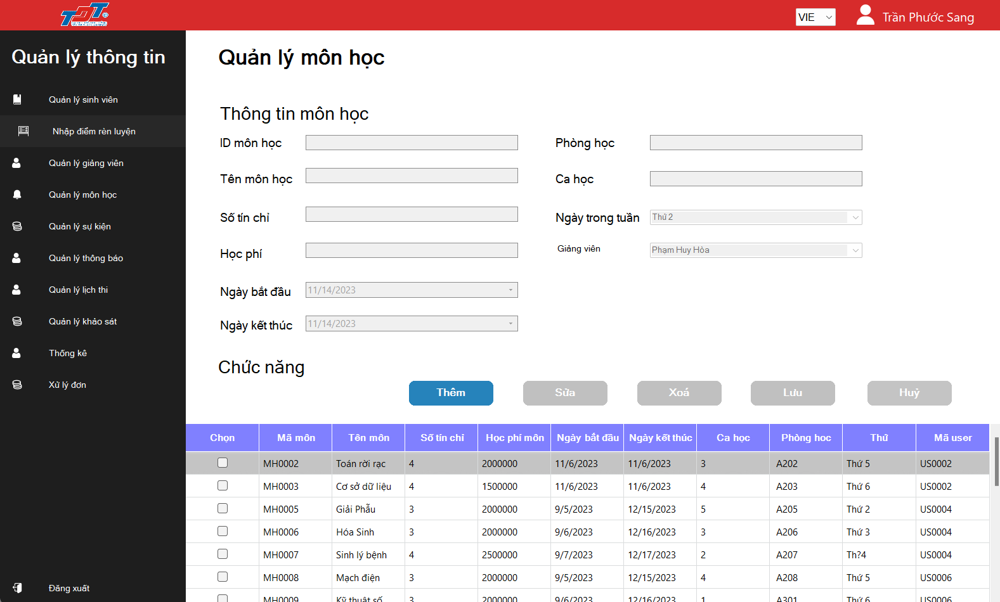 TDT
VIE
Trần Phước Sang
Quản lý thông tin
Quản lý sinh viên
Nhập điểm rèn luyện
Quản lý giảng viên
Quản lý môn học
Quản lý sự kiện
Quản lý thông báo
Quản lý lịch thi
Quản lý khảo sát
Thống kê
Xử lý đơn
Đăng xuất
Quản lý môn học
Thông tin môn học
ID môn học
Phòng học
Tên môn học
Ca học
Số tín chỉ
Ngày trong tuần Thứ 2
Học phí
Giảng viên Phạm Huy Hòa
Ngày bắt đầu 11/14/2023
Ngày kết thúc 11/14/2023
Chức năng
Thêm Sửa Xoá Lưu Huỷ
Chọn Mã môn Tên môn Số tín chỉ Học phí môn Ngày bắt đầu Ngày kết thúc Ca học Phòng hoc Thứ Mã user
MH0002 Toán rời rạc 4 2000000 11/6/2023 11/6/2023 3 A202 Thứ 5 US0002
MH0003 Cơ sở dữ liệu 4 1500000 11/6/2023 11/6/2023 4 A203 Thứ 6 US0002
MH0005 Giải Phẫu 3 2000000 9/5/2023 12/15/2023 5 A205 Thứ 2 US0004
MH0006 Hóa Sinh 3 2000000 9/6/2023 12/16/2023 3 A206 Thứ 3 US0004
MH0007 Sinh lý bệnh 4 2500000 9/7/2023 12/17/2023 2 A207 Th?4 US0004
MH0008 Mạch điện 3 2000000 9/5/2023 12/15/2023 4 A208 Thứ 5 US0006
MH0009 Kỹ thuật số 3 2000000 9/6/2023 12/16/2023 1 A301 Thứ 6 US0006